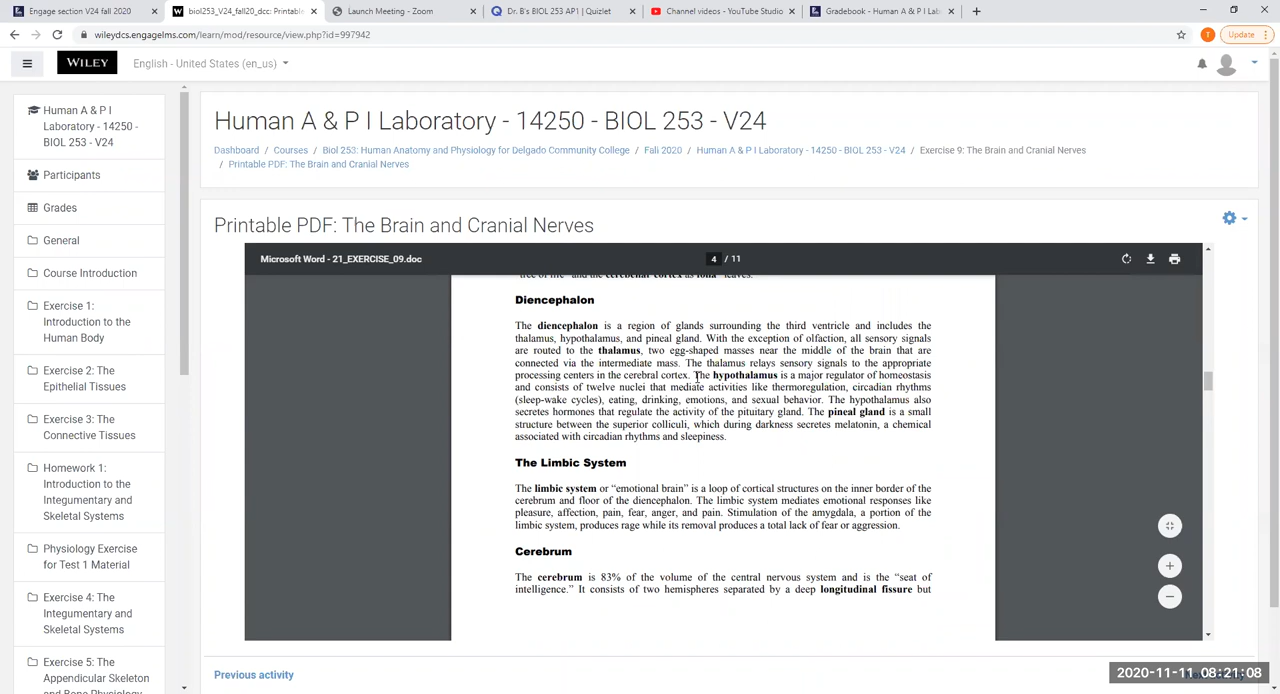 Engage section V24 fall 2020
biol253_V24_fall20_dcc: Printable
Launch Meeting - Zoom
Dr. B's BIOL 253 AP1 | Quizlet
Channel videos - YouTube Studio
Gradebook - Human A & P I Lab
wileydcs.engagelms.com/learn/mod/resource/view.php?id=997942
T
Update
WILEY
English - United States (en_us)
Human A & P I
Laboratory - 14250 -
BIOL 253 - V24
Participants
Grades
General
Course Introduction
Exercise 1:
Introduction to the
Human Body
Exercise 2: The
Epithelial Tissues
Exercise 3: The
Connective Tissues
Homework 1:
Introduction to the
Integumentary and
Skeletal Systems
Physiology Exercise
for Test 1 Material
Exercise 4: The
Integumentary and
Skeletal Systems
Exercise 5: The
Appendicular Skeleton
and Bone Physiology
Human A & P I Laboratory - 14250 - BIOL 253 - V24
Dashboard / Courses / Biol 253: Human Anatomy and Physiology for Delgado Community College / Fall 2020 / Human A & P I Laboratory - 14250 - BIOL 253 - V24 / Exercise 9: The Brain and Cranial Nerves
/ Printable PDF: The Brain and Cranial Nerves
Printable PDF: The Brain and Cranial Nerves
Microsoft Word - 21_EXERCISE_09.doc
4 / 11
tree of life" and the cerebellar cortex as folia leaves.
Diencephalon
The diencephalon is a region of glands surrounding the third ventricle and includes the
thalamus, hypothalamus, and pineal gland. With the exception of olfaction, all sensory signals
are routed to the thalamus, two egg-shaped masses near the middle of the brain that are
connected via the intermediate mass. The thalamus relays sensory signals to the appropriate
processing centers in the cerebral cortex. The hypothalamus is a major regulator of homeostasis
and consists of twelve nuclei that mediate activities like thermoregulation, circadian rhythms
(sleep-wake cycles), eating, drinking, emotions, and sexual behavior. The hypothalamus also
secretes hormones that regulate the activity of the pituitary gland. The pineal gland is a small
structure between the superior colliculi, which during darkness secretes melatonin, a chemical
associated with circadian rhythms and sleepiness.
The Limbic System
The limbic system or “emotional brain” is a loop of cortical structures on the inner border of the
cerebrum and floor of the diencephalon. The limbic system mediates emotional responses like
pleasure, affection, pain, fear, anger, and pain. Stimulation of the amygdala, a portion of the
limbic system, produces rage while its removal produces a total lack of fear or aggression.
Cerebrum
The cerebrum is 83% of the volume of the central nervous system and is the “seat of
intelligence.” It consists of two hemispheres separated by a deep longitudinal fissure but
Previous activity
2020-11-11 08:21:08